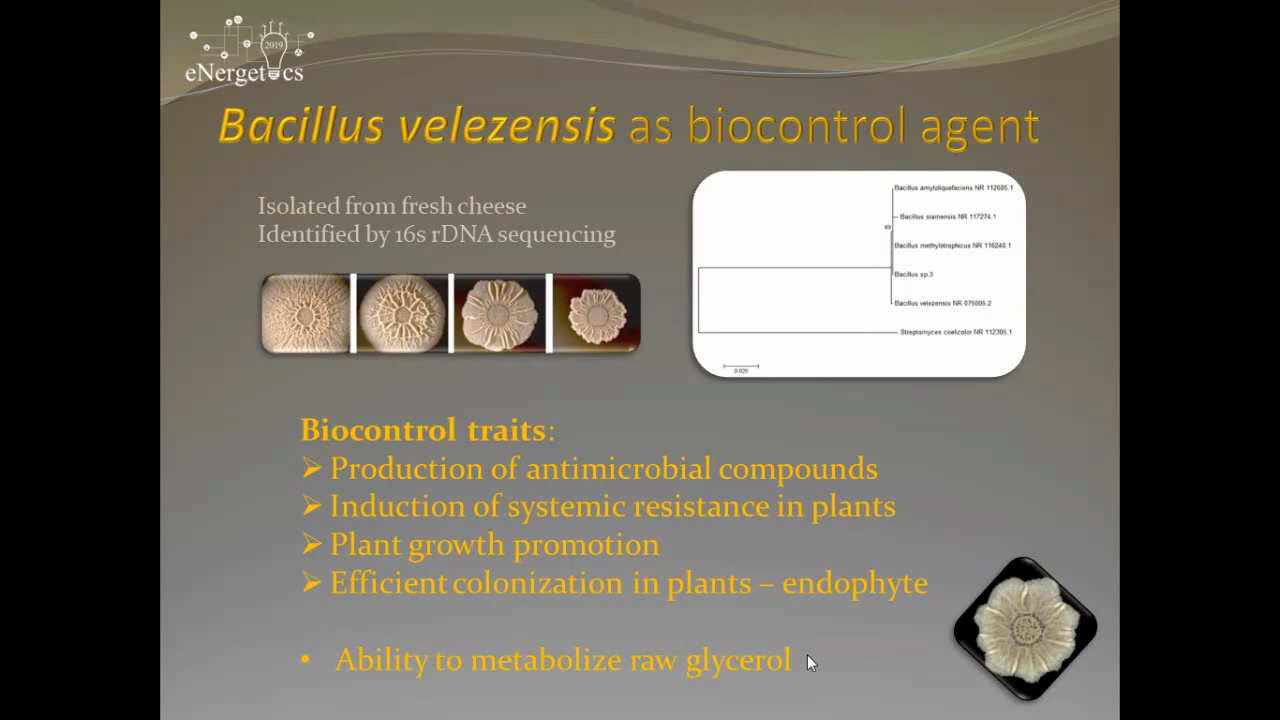 2019
eNergetics
Bacillus velezensis as biocontrol agent
Isolated from fresh cheese
Identified by 16s rDNA sequencing
Bacillus amyloliquefaciens NR 112685.1
Bacillus siamensis NR 117274.1
89
Bacillus methylotrophicus NR 116240.1
Bacillus sp.3
Bacillus velezensis NR 075005.2
Streptomyces coelicolor NR 112305.1
0.020
Biocontrol traits:
➢ Production of antimicrobial compounds
➢ Induction of systemic resistance in plants
➢ Plant growth promotion
➢ Efficient colonization in plants – endophyte
• Ability to metabolize raw glycerol